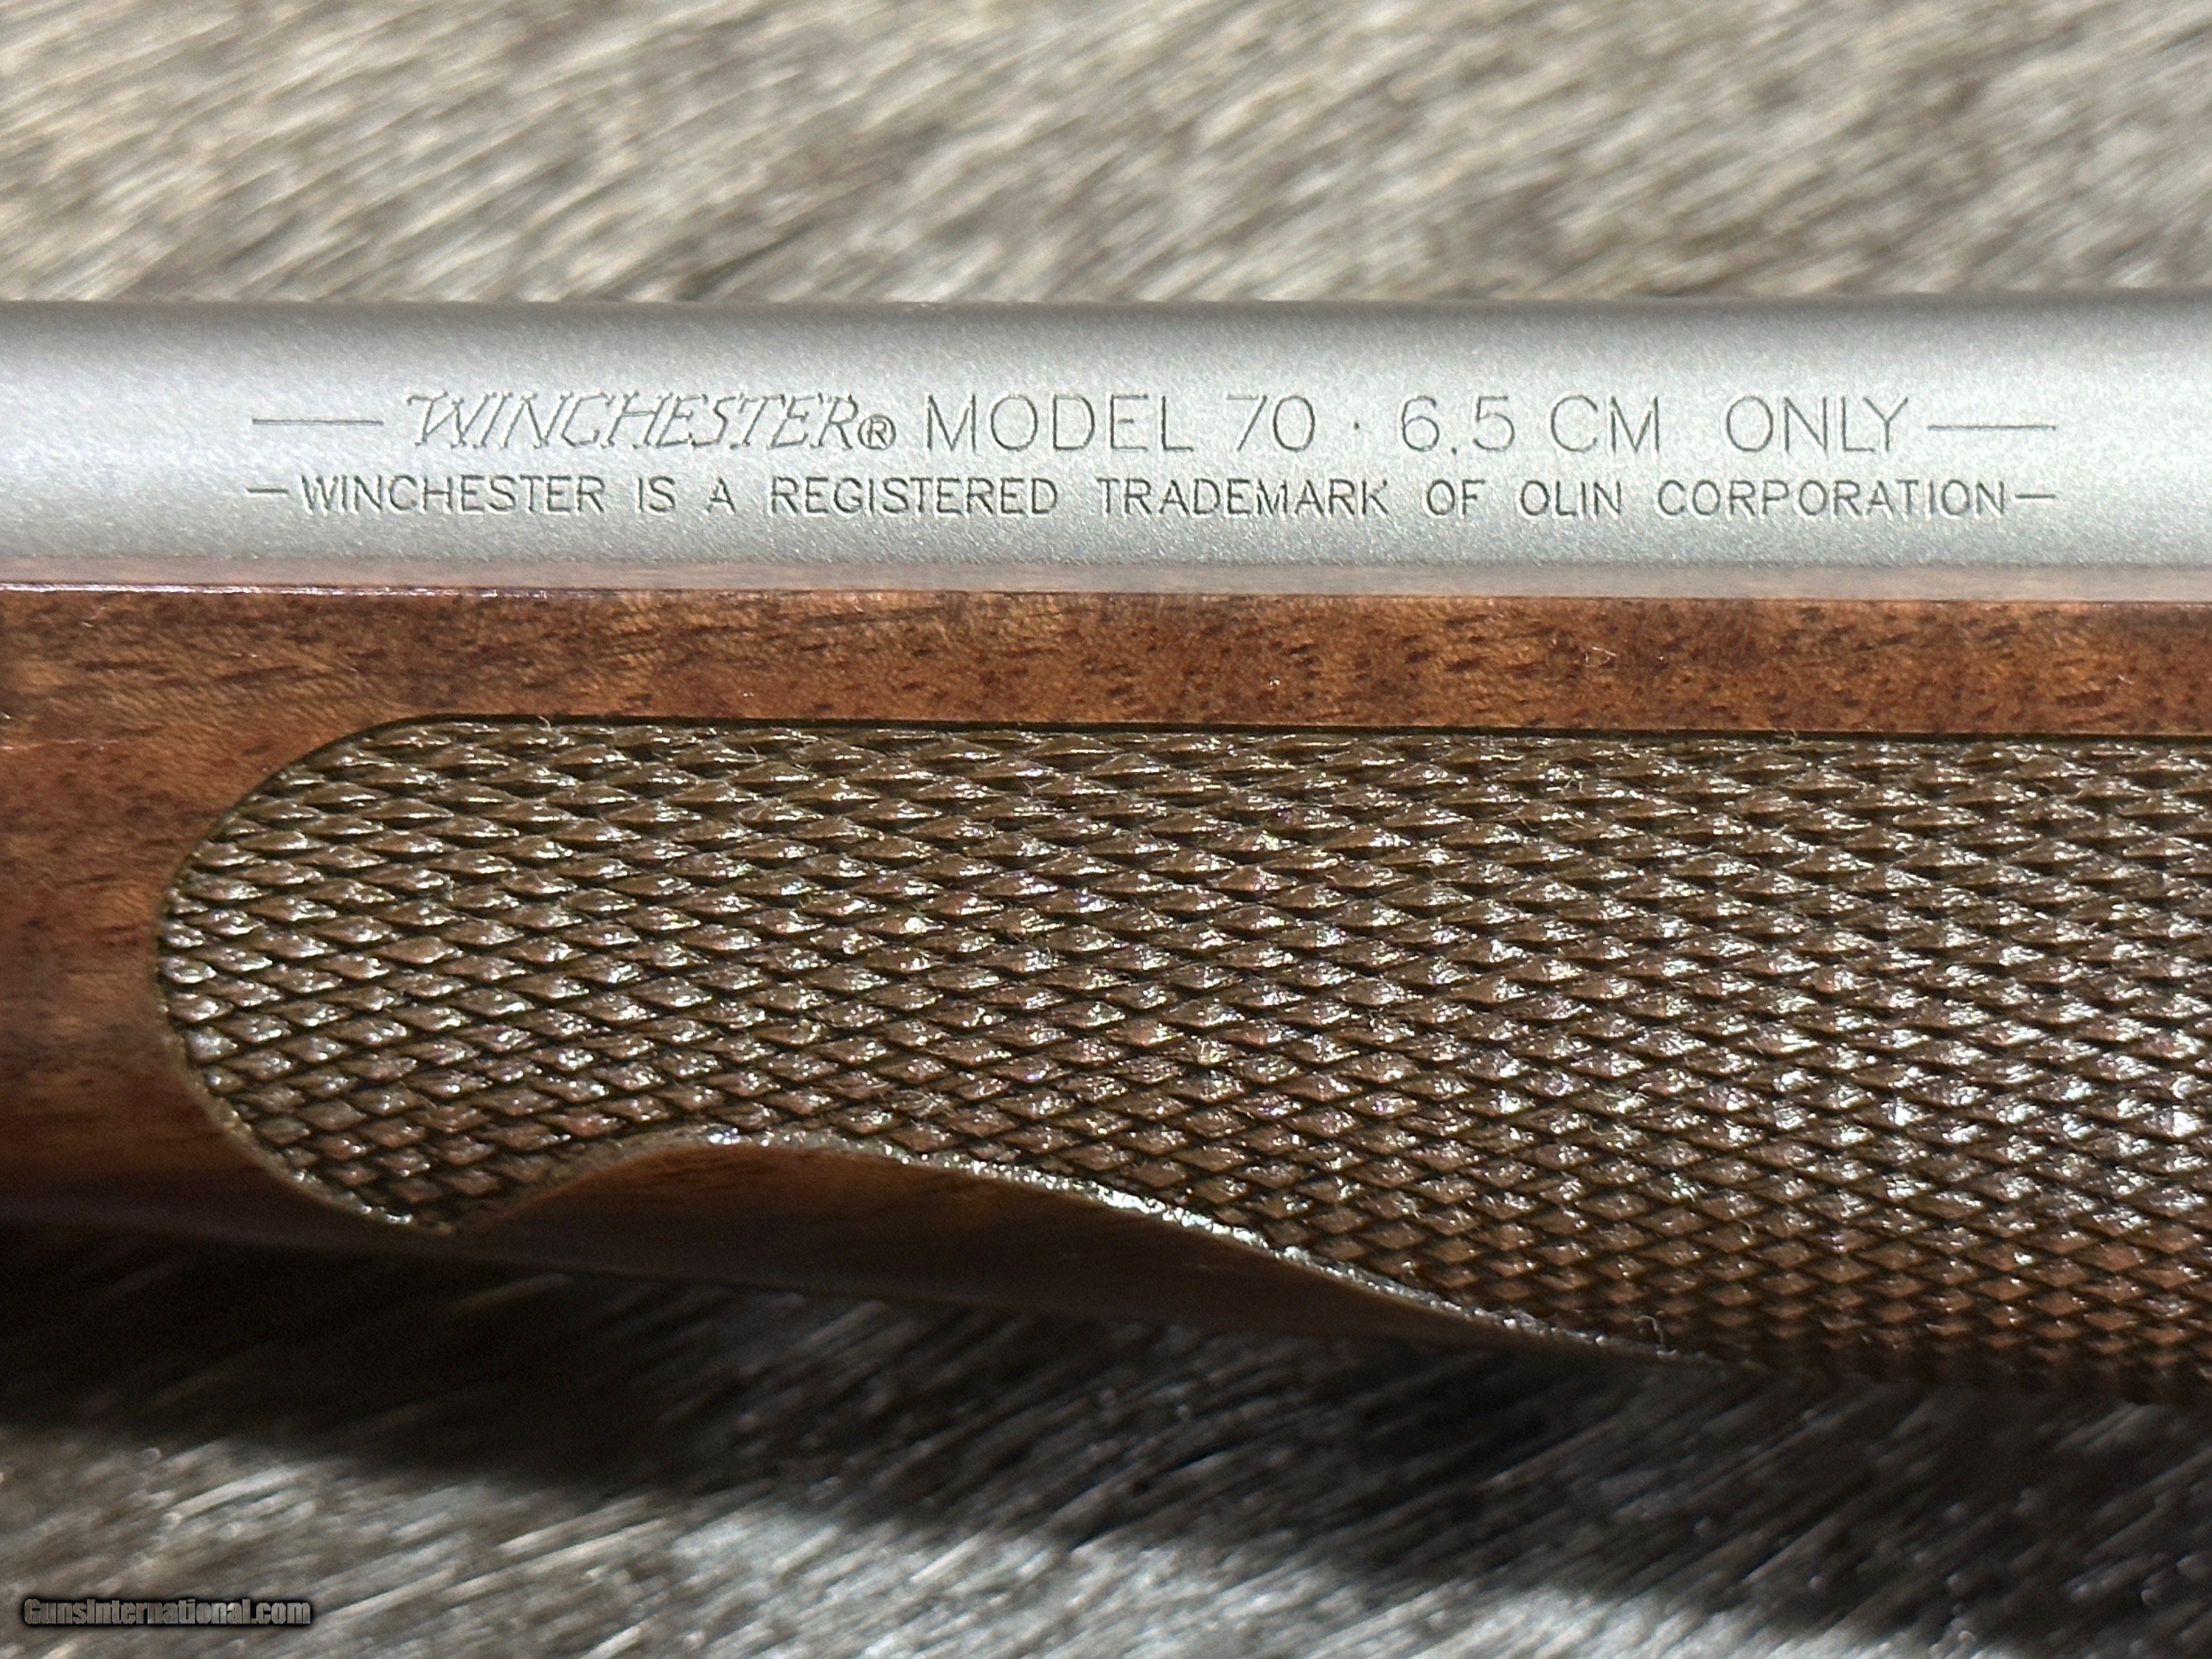 — WINCHESTER® MODEL 70 · 6.5 CM ONLY —
— WINCHESTER IS A REGISTERED TRADEMARK OF OLIN CORPORATION —
GunsInternational.com